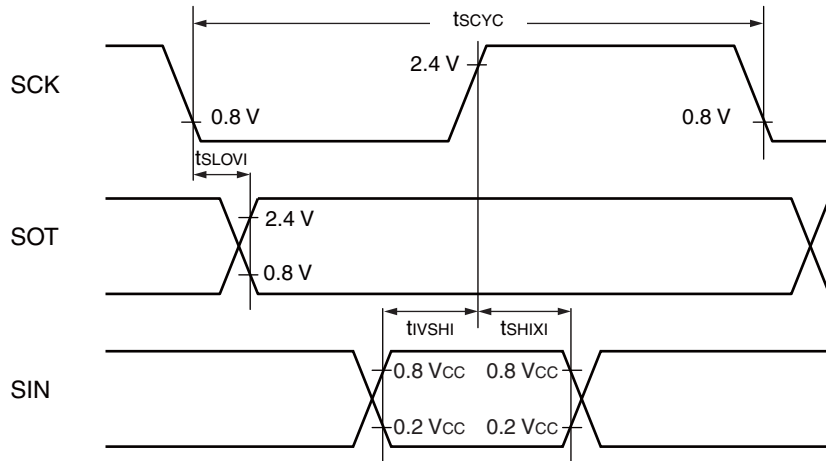 tSCYC
SCK
2.4 V
0.8 V
0.8 V
tSLOVI
SOT
2.4 V
0.8 V
tIVSHI
tSHIXI
SIN
0.8 VCC
0.8 VCC
0.2 VCC
0.2 VCC